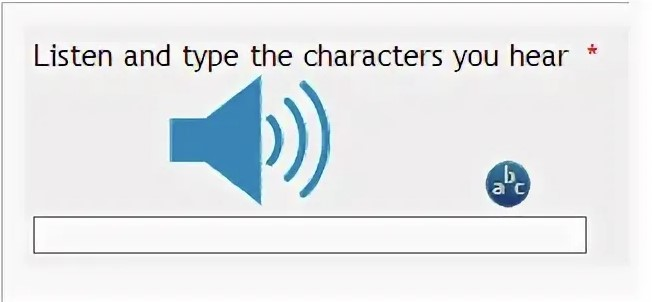 Listen and type the characters you hear *
abc